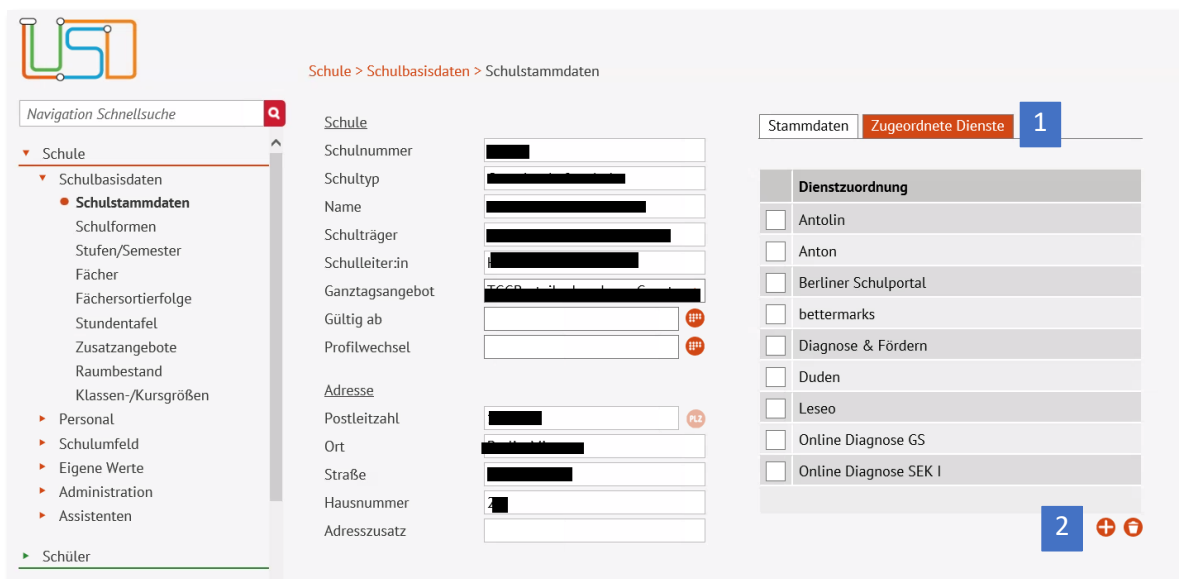 LUSD
Schule > Schulbasisdaten > Schulstammdaten
Navigation Schnellsuche
Schule
Schulbasisdaten
Schulstammdaten
Schulformen
Stufen/Semester
Fächer
Fächersortierfolge
Stundentafel
Zusatzangebote
Raumbestand
Klassen-/Kursgrößen
Personal
Schulumfeld
Eigene Werte
Administration
Assistenten
Schüler
Schule
Schulnummer
Schultyp
Name
Schulträger
Schulleiter:in
Ganztagsangebot
Gültig ab
Profilwechsel
Adresse
Postleitzahl
PLZ
Ort
Straße
Hausnummer
2
Adresszusatz
Stammdaten Zugeordnete Dienste 1
Dienstzuordnung
Antolin
Anton
Berliner Schulportal
bettermarks
Diagnose & Fördern
Duden
Leseo
Online Diagnose GS
Online Diagnose SEK I
2